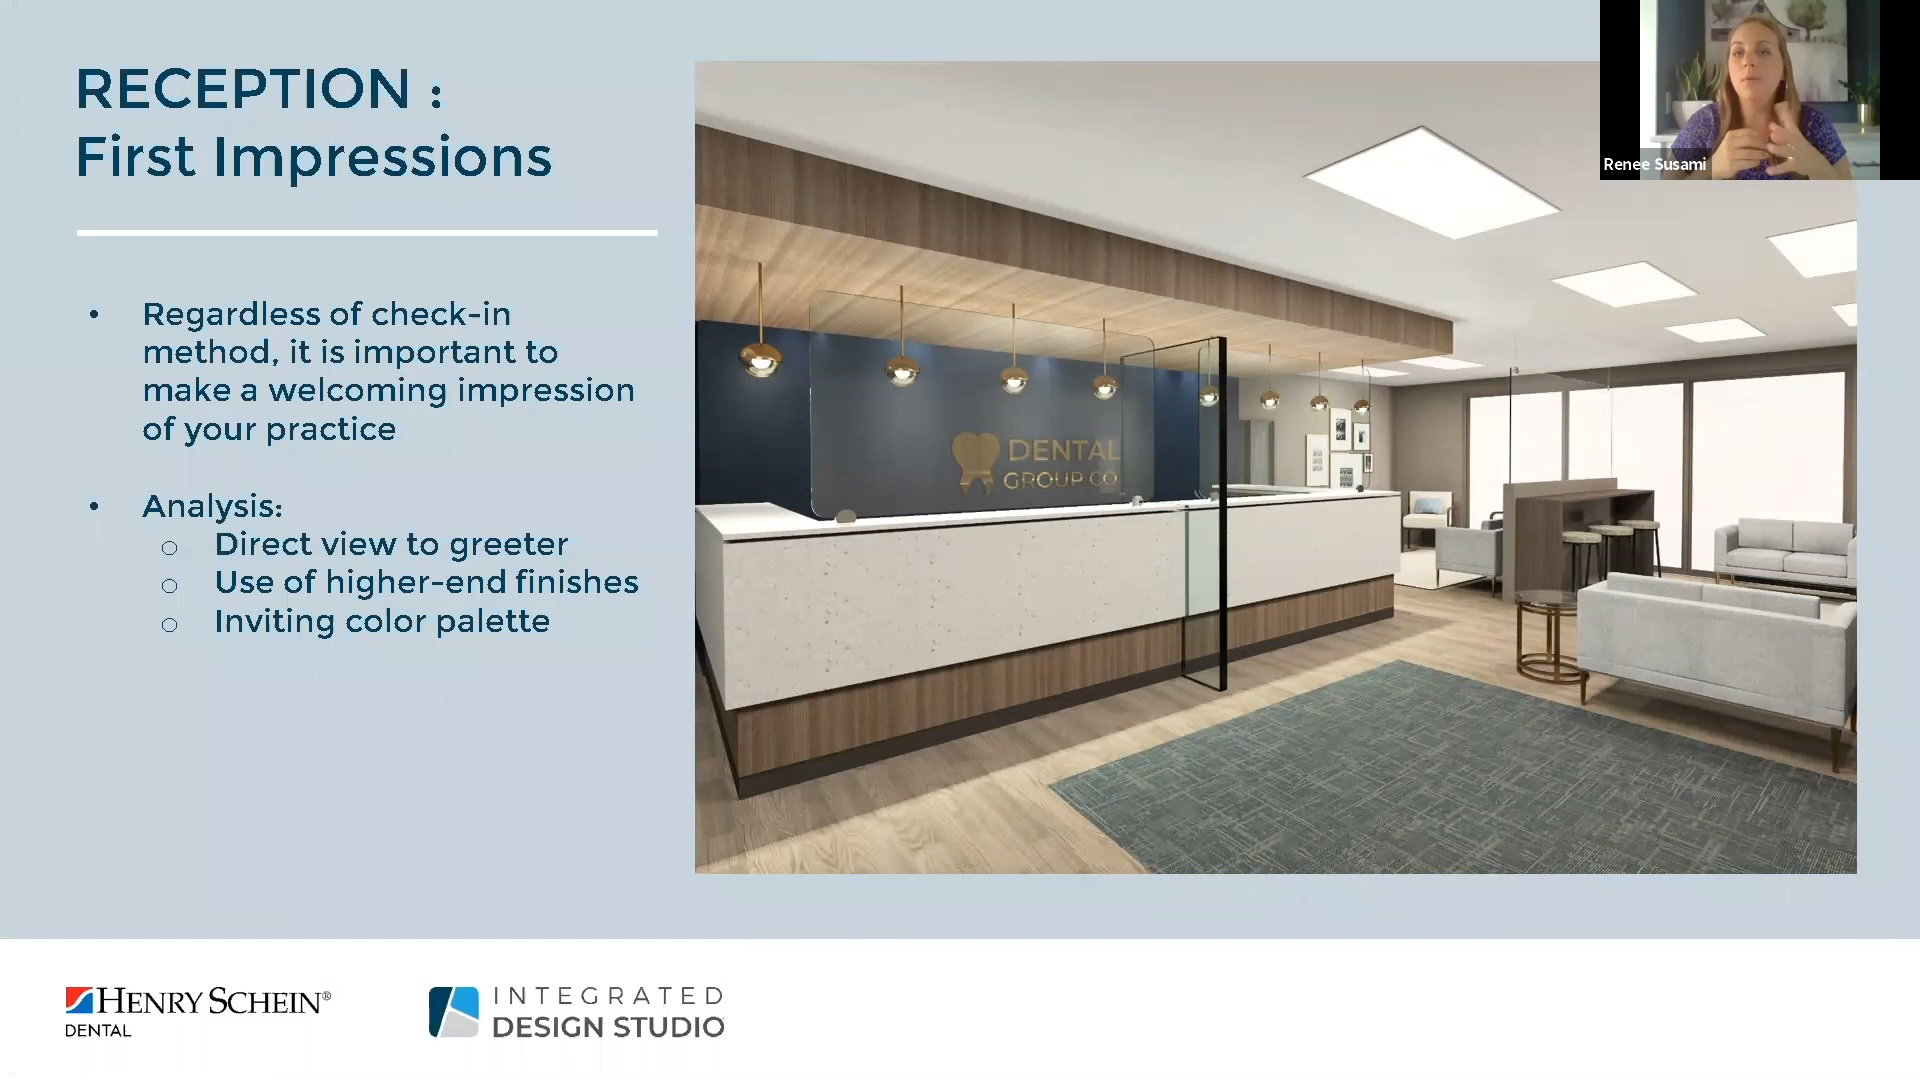 RECEPTION :
First Impressions
• Regardless of check-in
method, it is important to
make a welcoming impression
of your practice
• Analysis:
o Direct view to greeter
o Use of higher-end finishes
o Inviting color palette
DENTAL
GROUP CO
Renee Susami
HENRY SCHEIN®
DENTAL
INTEGRATED
DESIGN STUDIO